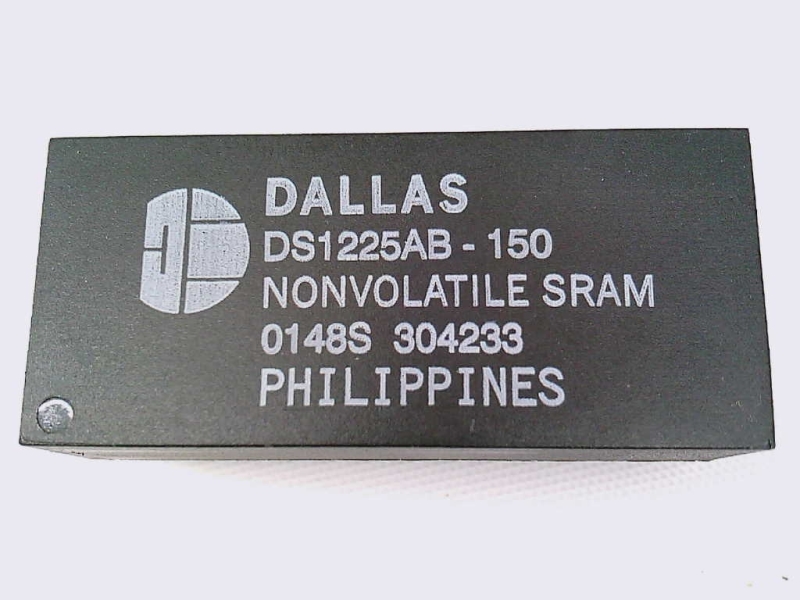 DALLAS
DS1225AB - 150
NONVOLATILE SRAM
0148S 304233
PHILIPPINES